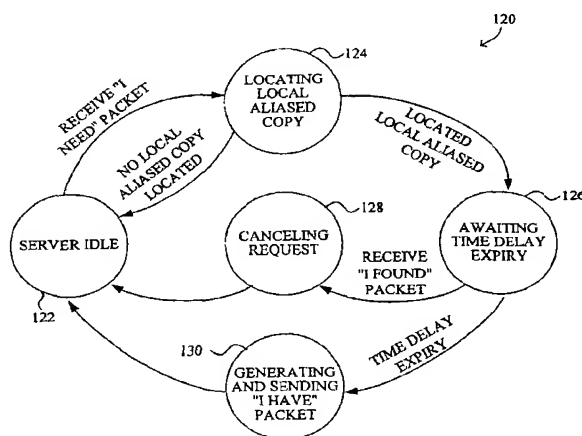 120
124
LOCATING
LOCAL
ALIASED
COPY
RECEIVE "I
NEED" PACKET
NO LOCAL
ALIASED COPY
LOCATED
LOCATED
LOCAL ALIASED
COPY
126
128
SERVER IDLE
122
CANCELING
REQUEST
AWAITING
TIME DELAY
EXPIRY
RECEIVE
"I FOUND"
PACKET
130
GENERATING
AND SENDING
"I HAVE"
PACKET
TIME DELAY
EXPIRY